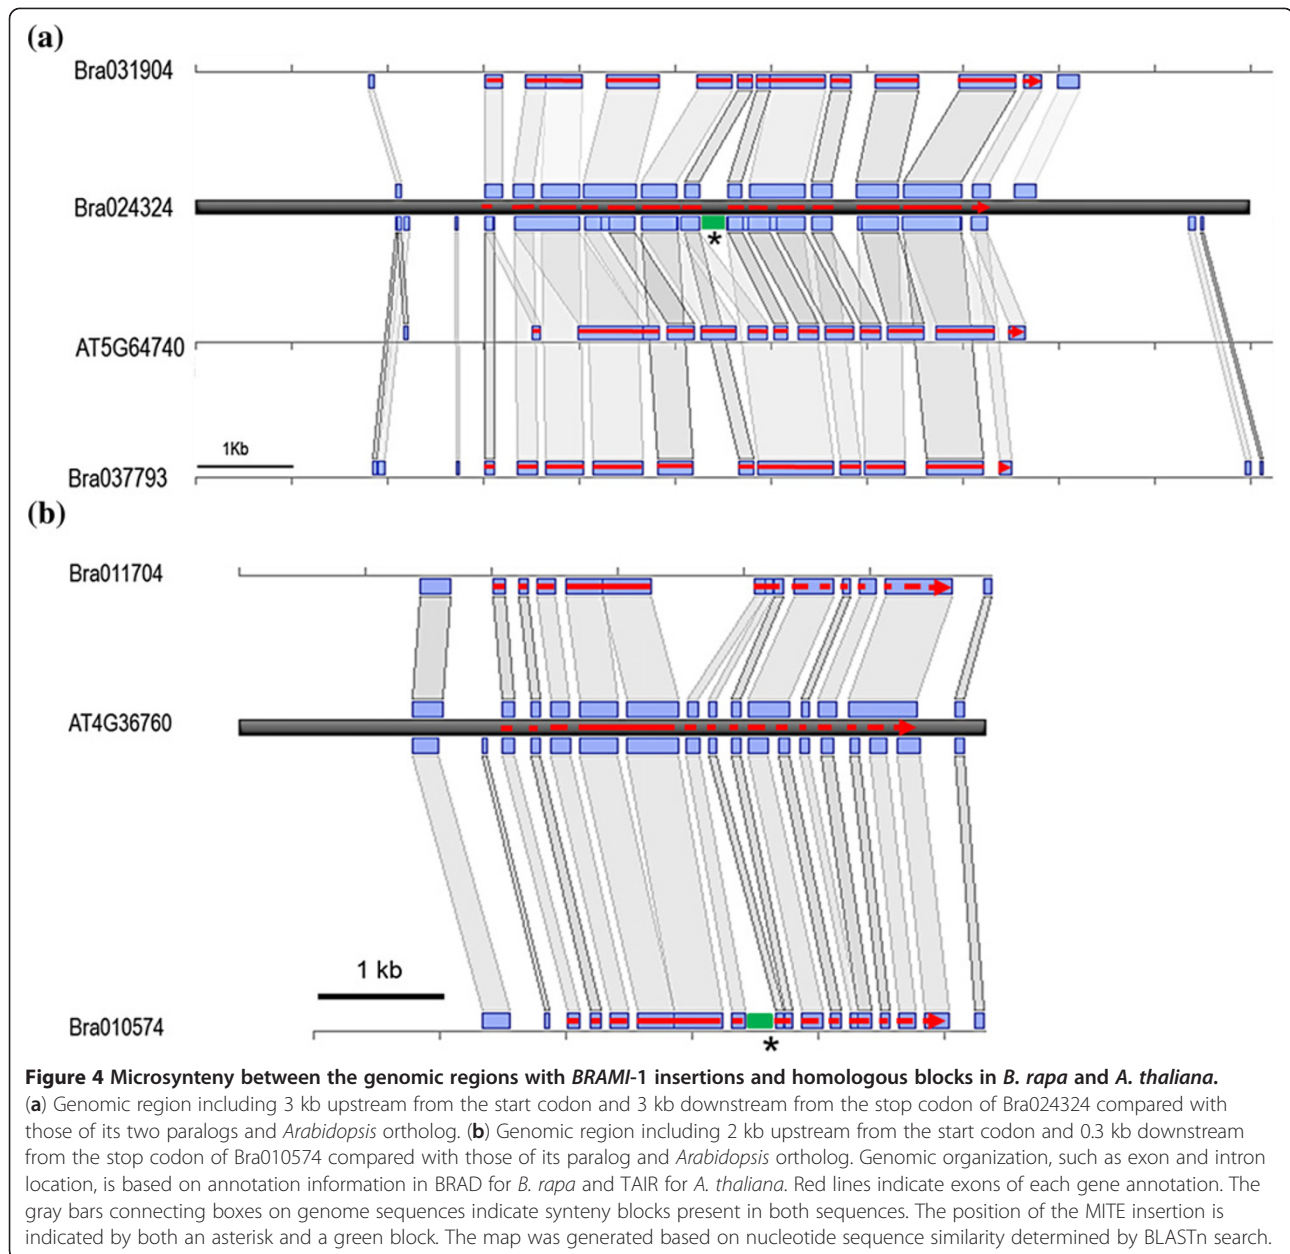 (a)
Bra031904
Bra024324
*
AT5G64740
1Kb
Bra037793
(b)
Bra011704
AT4G36760
1 kb
Bra010574
*
Figure 4 Microsynteny between the genomic regions with BRAMI-1 insertions and homologous blocks in B. rapa and A. thaliana.
(a) Genomic region including 3 kb upstream from the start codon and 3 kb downstream from the stop codon of Bra024324 compared with
those of its two paralogs and Arabidopsis ortholog. (b) Genomic region including 2 kb upstream from the start codon and 0.3 kb downstream
from the stop codon of Bra010574 compared with those of its paralog and Arabidopsis ortholog. Genomic organization, such as exon and intron
location, is based on annotation information in BRAD for B. rapa and TAIR for A. thaliana. Red lines indicate exons of each gene annotation. The
gray bars connecting boxes on genome sequences indicate synteny blocks present in both sequences. The position of the MITE insertion is
indicated by both an asterisk and a green block. The map was generated based on nucleotide sequence similarity determined by BLASTn search.